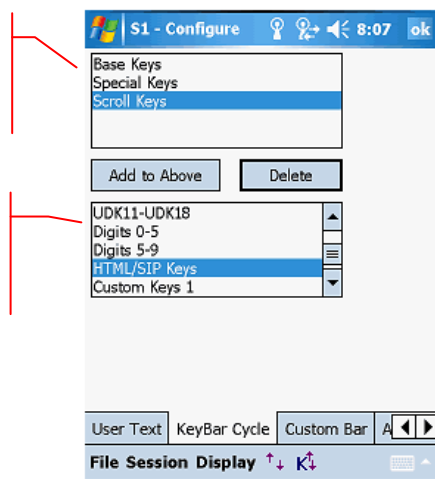 S1 - Configure 8:07 ok
Base Keys
Special Keys
Scroll Keys
Add to Above Delete
UDK11-UDK18
Digits 0-5
Digits 5-9
HTML/SIP Keys
Custom Keys 1
User Text KeyBar Cycle Custom Bar A
File Session Display K